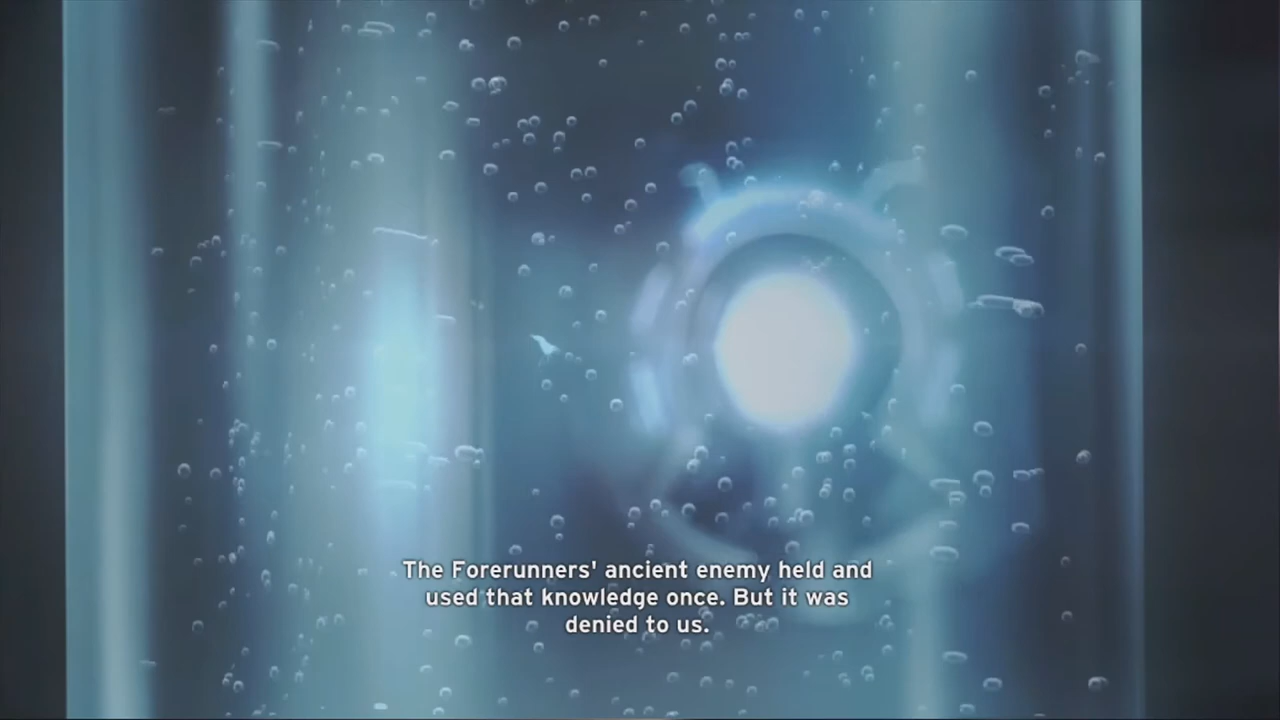 The Forerunners' ancient enemy held and
used that knowledge once. But it was
denied to us.